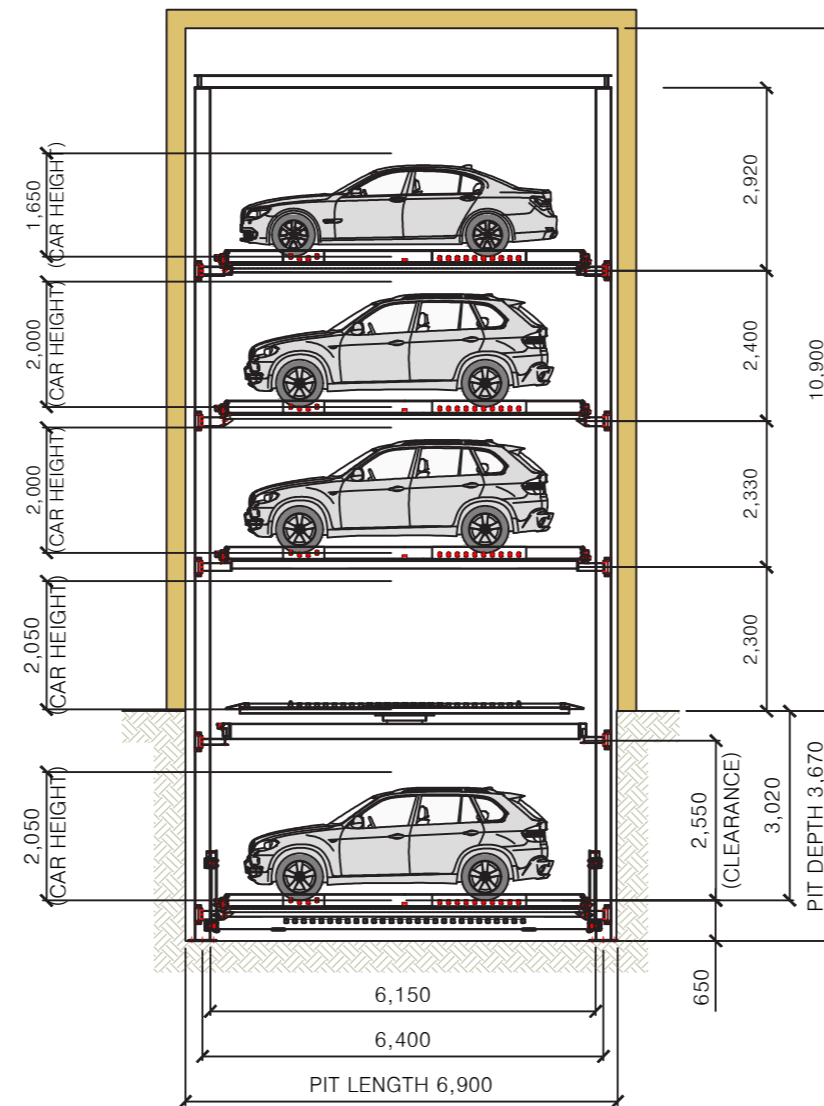 1,650
(CAR HEIGHT)
2,000
(CAR HEIGHT)
2,000
(CAR HEIGHT)
2,050
(CAR HEIGHT)
2,050
(CAR HEIGHT)
2,920
2,400
2,330
2,300
10,900
2,550
(CLEARANCE)
3,020
PIT DEPTH 3,670
650
6,150
6,400
PIT LENGTH 6,900